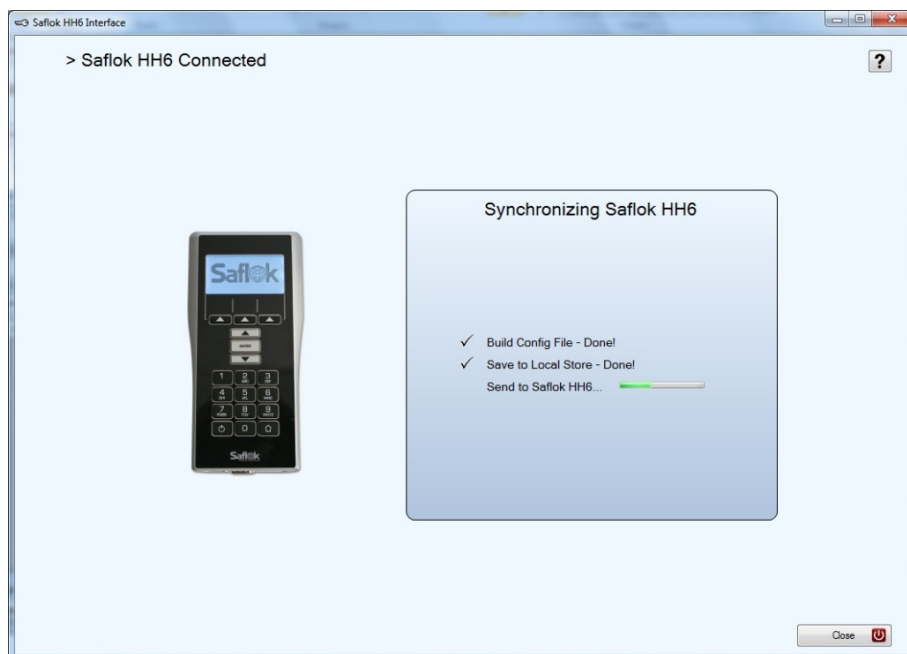 Saflok HH6 Interface
> Saflok HH6 Connected
?
Synchronizing Saflok HH6
Build Config File - Done!
Save to Local Store - Done!
Send to Saflok HH6...
Saflok
ENTER
1 2 3
4 5 6
7 8 9
0
Saflok
Close